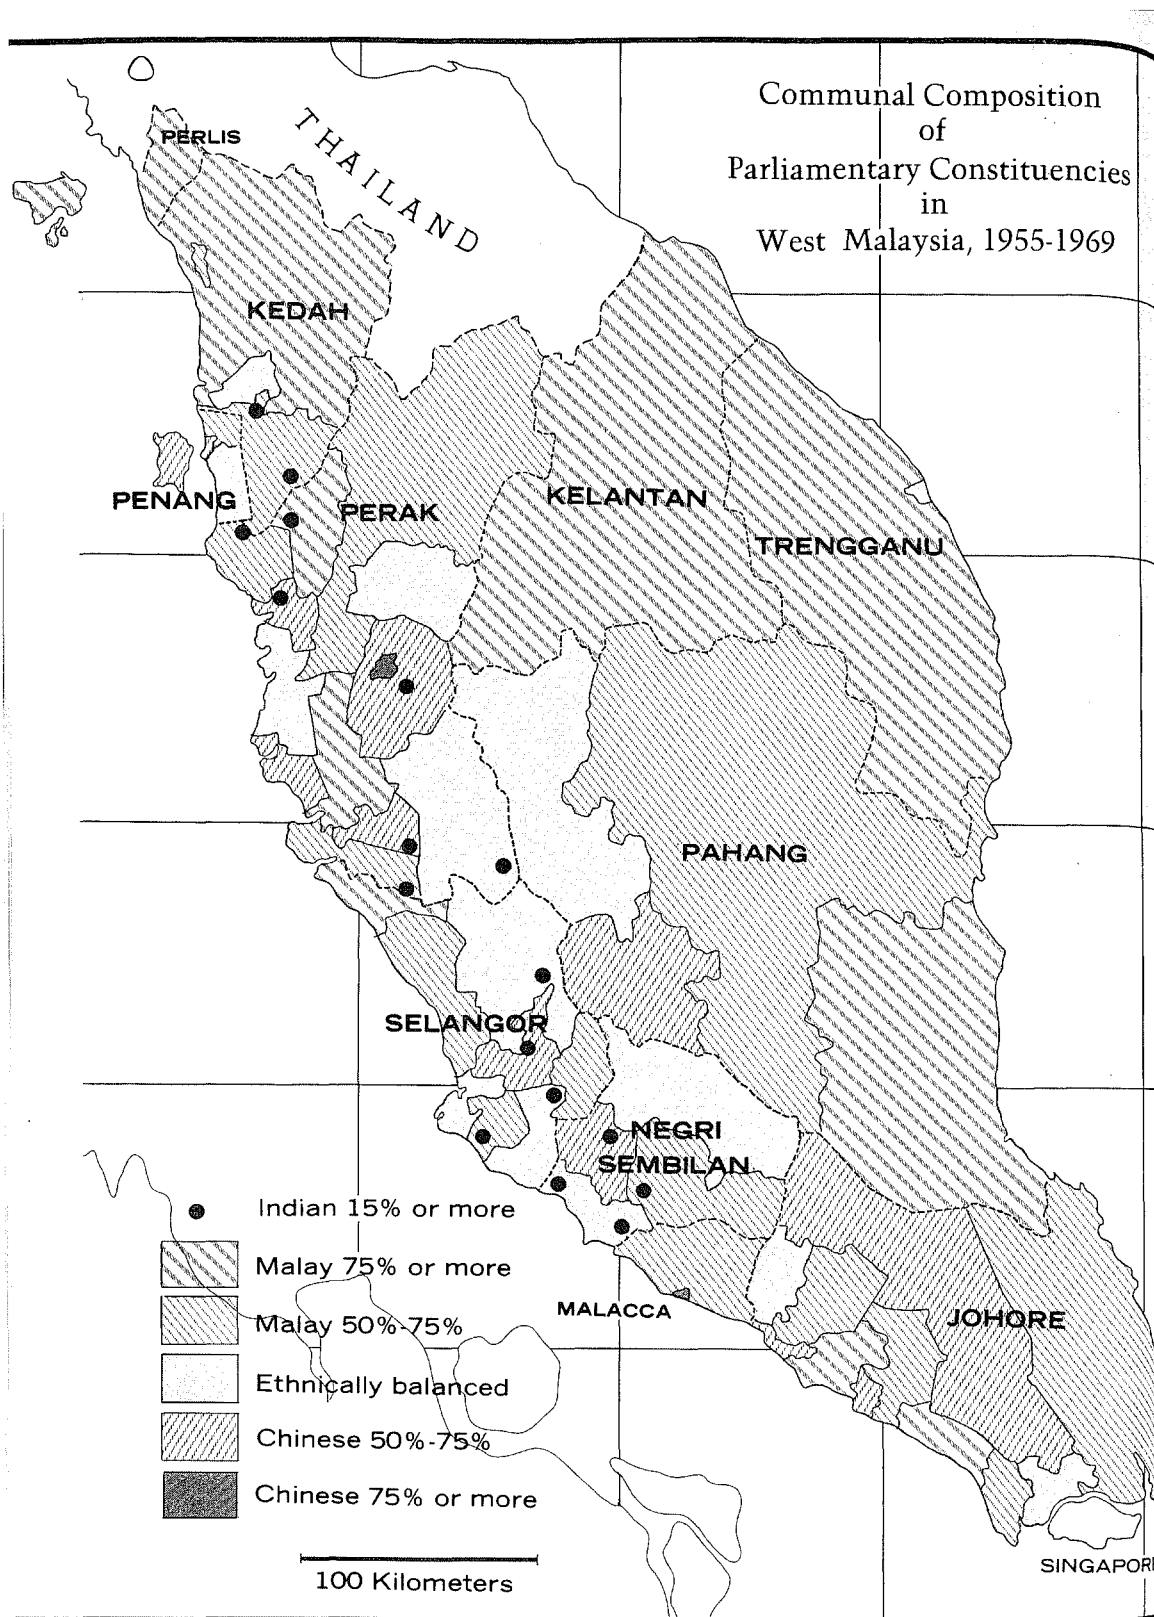 Communal Composition
of
Parliamentary Constituencies
in
West Malaysia, 1955-1969
THAILAND
PERLIS
KEDAH
PENANG
PERAK
KELANTAN
TRENGGANU
PAHANG
SELANGOR
NEGRI
SEMBILAN
MALACCA
JOHORE
SINGAPORE
Indian 15% or more
Malay 75% or more
Malay 50%-75%
Ethnically balanced
Chinese 50%-75%
Chinese 75% or more
100 Kilometers